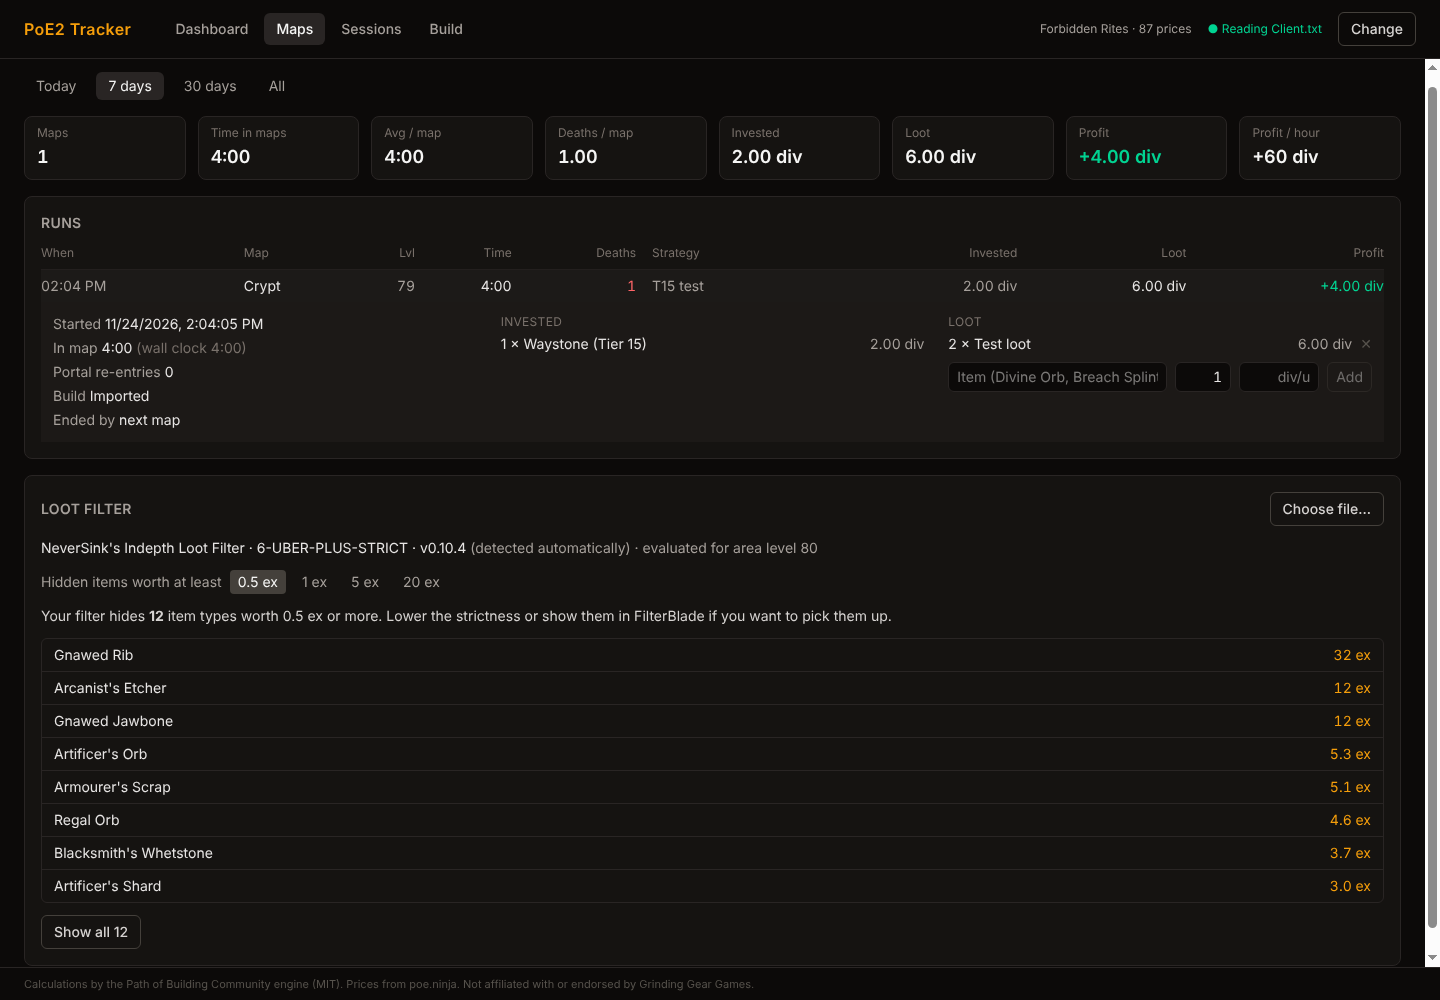 PoE2 Tracker Dashboard Maps Sessions Build Forbidden Rites · 87 prices Reading Client.txt Change
Today 7 days 30 days All
Maps Time in maps Avg / map Deaths / map Invested Loot Profit Profit / hour
1 4:00 4:00 1.00 2.00 div 6.00 div +4.00 div +60 div
RUNS
When Map Lvl Time Deaths Strategy Invested Loot Profit
02:04 PM Crypt 79 4:00 1 T15 test 2.00 div 6.00 div +4.00 div
Started 11/24/2026, 2:04:05 PM
In map 4:00 (wall clock 4:00)
Portal re-entries 0
Build Imported
Ended by next map
INVESTED
1 × Waystone (Tier 15) 2.00 div
LOOT
2 × Test loot 6.00 div ×
Item (Divine Orb, Breach Splint 1 div/u Add
LOOT FILTER Choose file...
NeverSink's Indepth Loot Filter · 6-UBER-PLUS-STRICT · v0.10.4 (detected automatically) · evaluated for area level 80
Hidden items worth at least 0.5 ex 1 ex 5 ex 20 ex
Your filter hides 12 item types worth 0.5 ex or more. Lower the strictness or show them in FilterBlade if you want to pick them up.
Gnawed Rib 32 ex
Arcanist's Etcher 12 ex
Gnawed Jawbone 12 ex
Artificer's Orb 5.3 ex
Armourer's Scrap 5.1 ex
Regal Orb 4.6 ex
Blacksmith's Whetstone 3.7 ex
Artificer's Shard 3.0 ex
Show all 12
Calculations by the Path of Building Community engine (MIT). Prices from poe.ninja. Not affiliated with or endorsed by Grinding Gear Games.